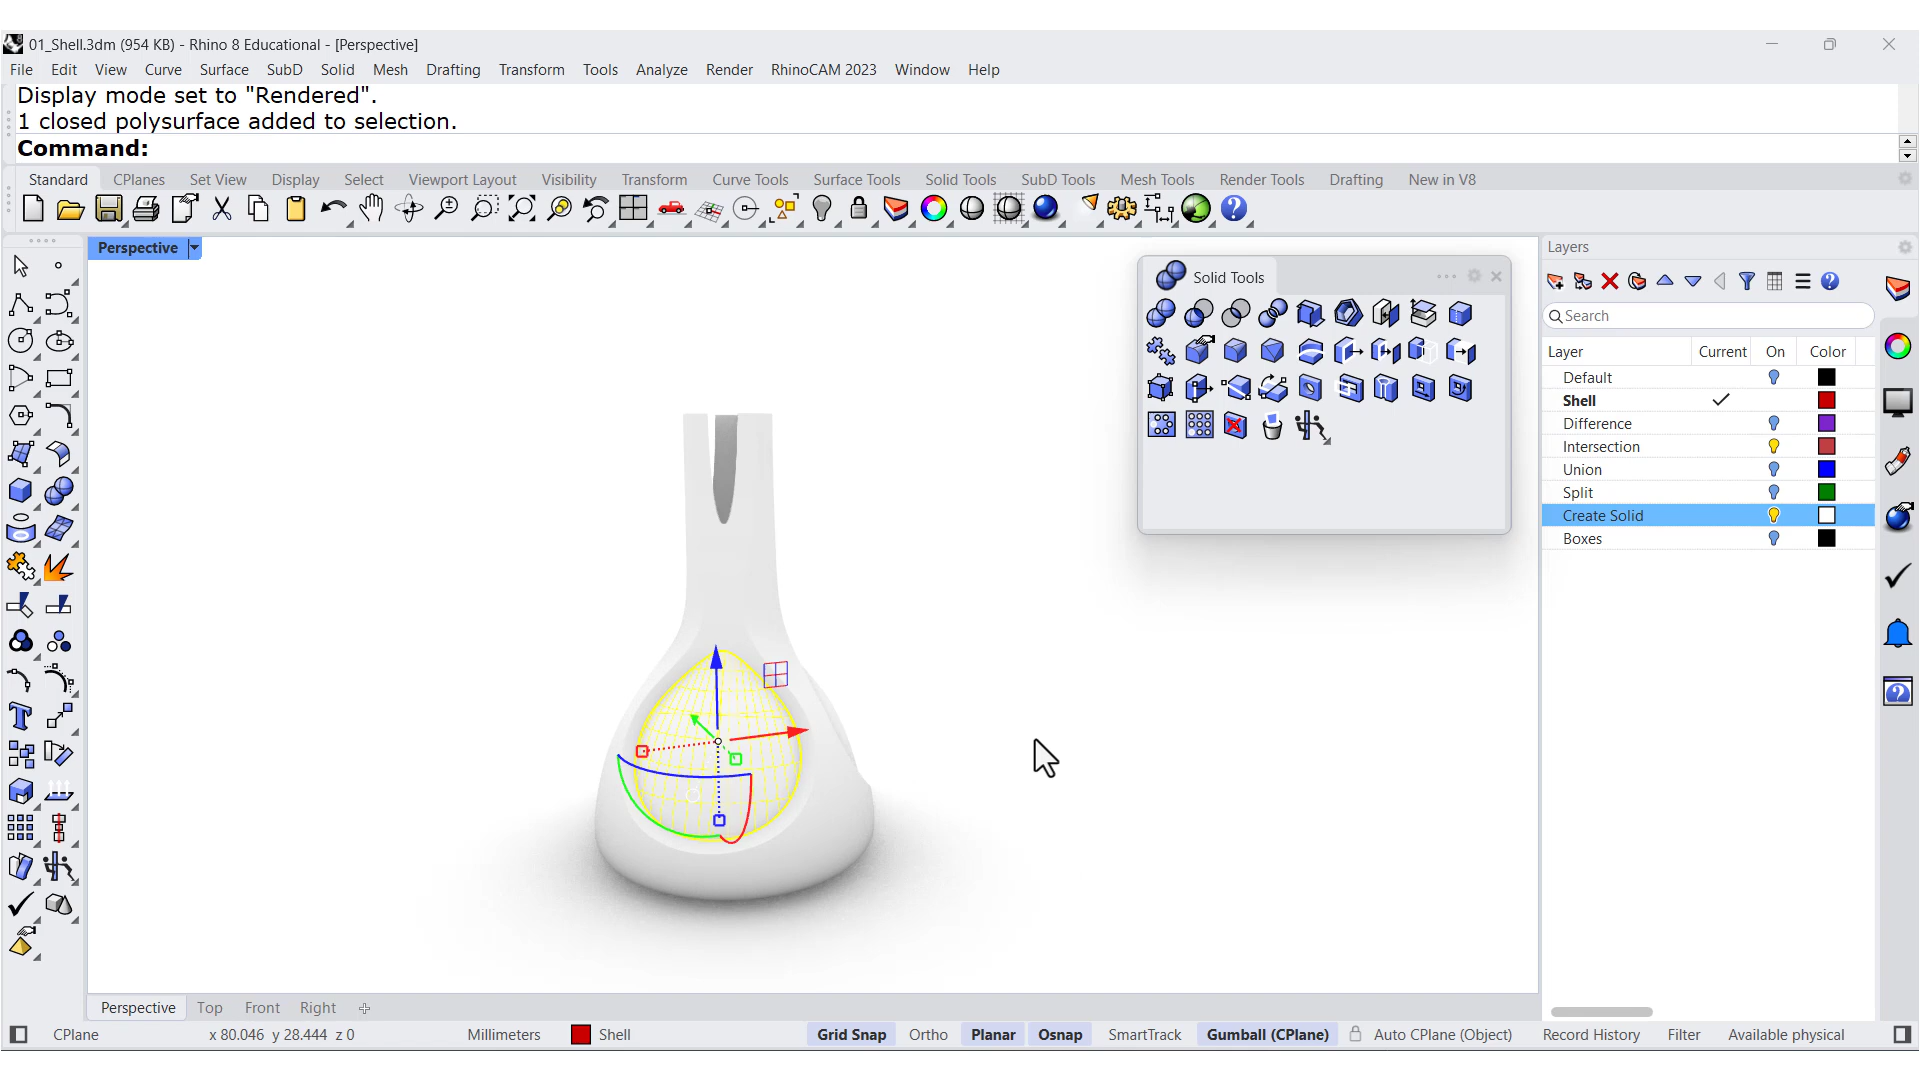 01_Shell.3dm (954 KB) - Rhino 8 Educational - [Perspective]
File Edit View Curve Surface SubD Solid Mesh Drafting Transform Tools Analyze Render RhinoCAM 2023 Window Help
Display mode set to "Rendered".
1 closed polysurface added to selection.
Command:
Standard CPlanes Set View Display Select Viewport Layout Visibility Transform Curve Tools Surface Tools Solid Tools SubD Tools Mesh Tools Render Tools Drafting New in V8
Perspective
Solid Tools
Layers
Search
Layer Current On Color
Default
Shell
Difference
Intersection
Union
Split
Create Solid
Boxes
Perspective Top Front Right
CPlane x 80.046 y 28.444 z 0 Millimeters Shell Grid Snap Ortho Planar Osnap SmartTrack Gumball (CPlane) Auto CPlane (Object) Record History Filter Available physical